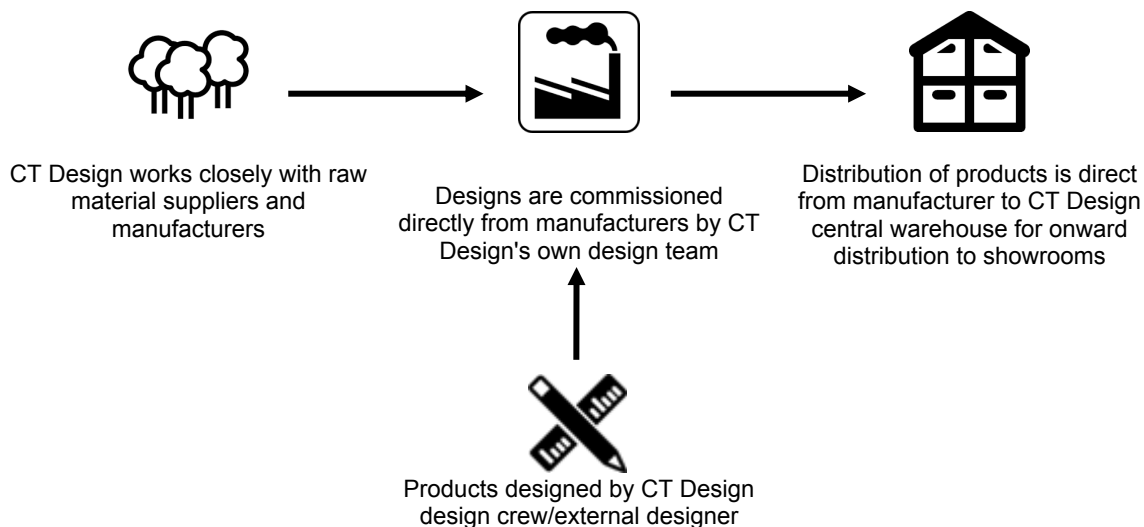 CT Design works closely with raw
material suppliers and
manufacturers
Designs are commissioned
directly from manufacturers by CT
Design's own design team
Distribution of products is direct
from manufacturer to CT Design
central warehouse for onward
distribution to showrooms
Products designed by CT Design
design crew/external designer